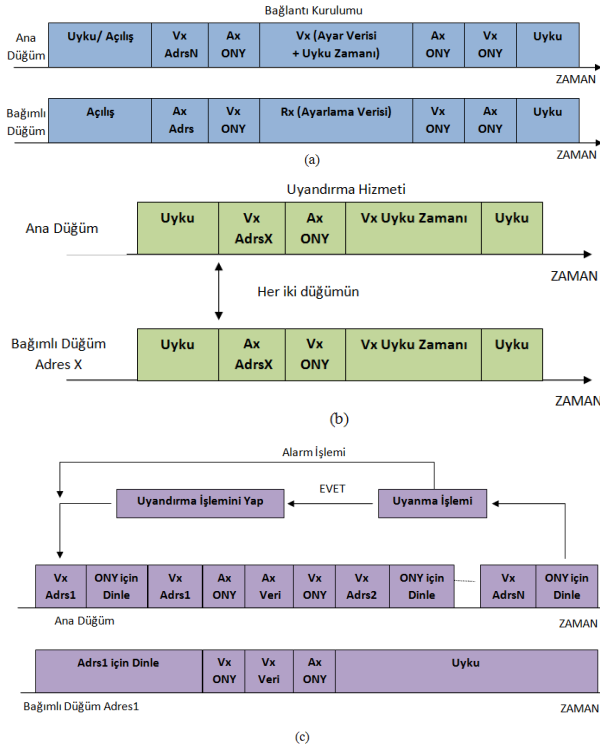 Bağlantı Kurulumu
Ana
Düğüm
Uyku/ Açılış
Vx
AdrsN
Ax
ONY
Vx (Ayar Verisi
+ Uyku Zamanı)
Ax
ONY
Vx
ONY
Uyku
ZAMAN
Bağımlı
Düğüm
Açılış
Ax
Adrs
Vx
ONY
Rx (Ayarlama Verisi)
Vx
ONY
Ax
ONY
Uyku
ZAMAN
(a)
Uyandırma Hizmeti
Ana Düğüm
Uyku
Vx
AdrsX
Ax
ONY
Vx Uyku Zamanı
Uyku
ZAMAN
Her iki düğümün
Bağımlı Düğüm
Adres X
Uyku
Ax
AdrsX
Vx
ONY
Vx Uyku Zamanı
Uyku
ZAMAN
(b)
Alarm İşlemi
Uyandırma İşlemini Yap
EVET
Uyanma İşlemi
Vx
Adrs1
ONY için
Dinle
Vx
Adrs1
Ax
ONY
Ax
Veri
Vx
ONY
Vx
Adrs2
ONY için
Dinle
Vx
AdrsN
ONY için
Dinle
Ana Düğüm
ZAMAN
Adrs1 için Dinle
Vx
ONY
Vx
Veri
Ax
ONY
Uyku
Bağımlı Düğüm Adres1
ZAMAN
(c)